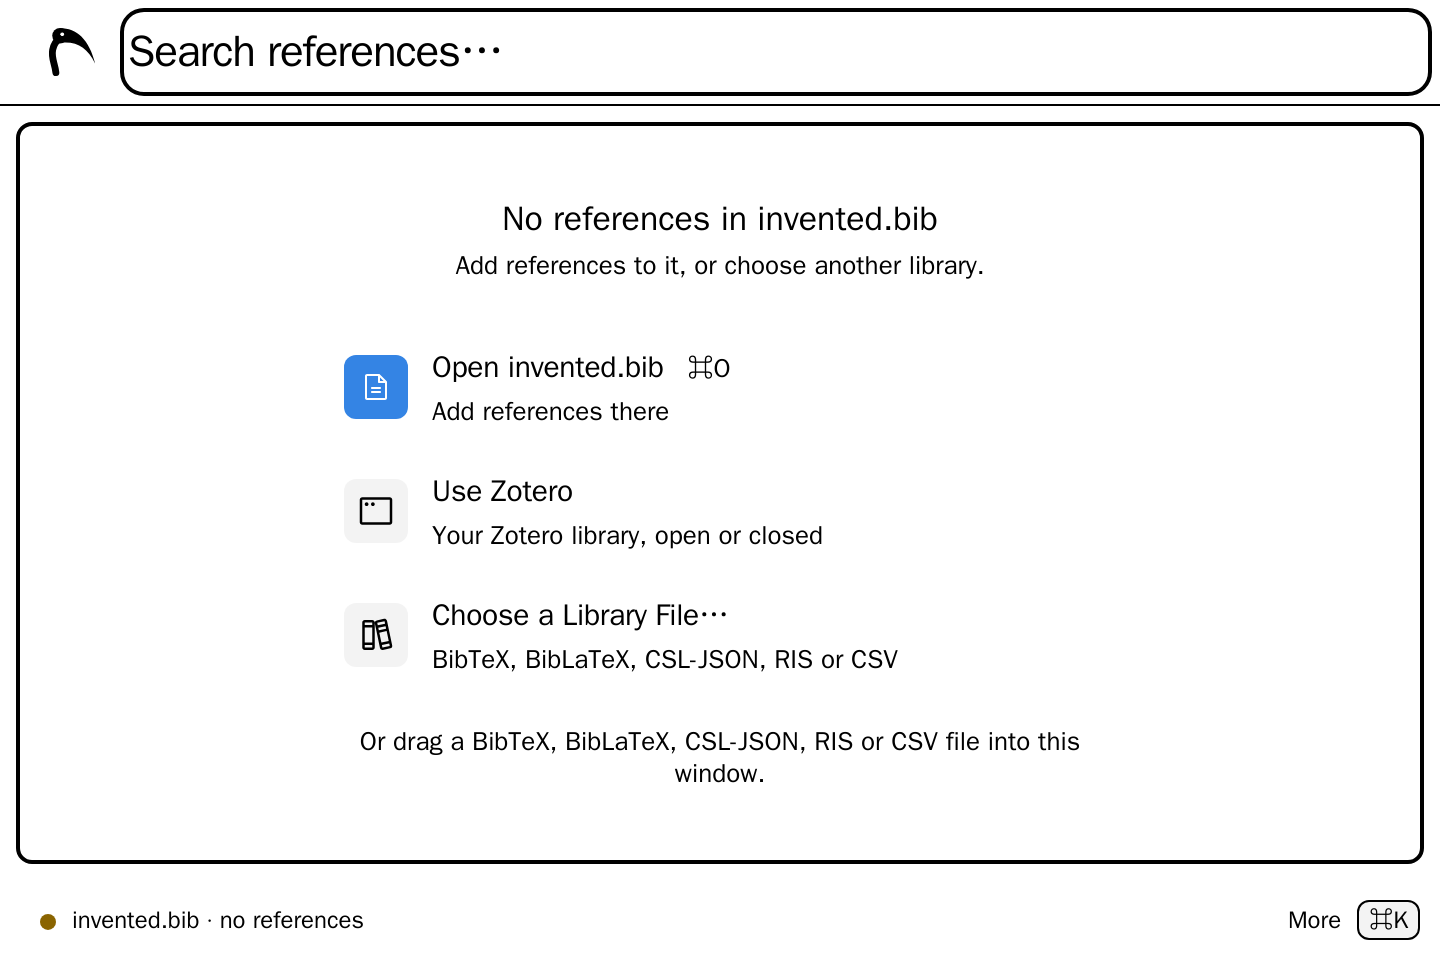 Search references…
No references in invented.bib
Add references to it, or choose another library.
Open invented.bib ⌘O
Add references there
Use Zotero
Your Zotero library, open or closed
Choose a Library File…
BibTeX, BibLaTeX, CSL-JSON, RIS or CSV
Or drag a BibTeX, BibLaTeX, CSL-JSON, RIS or CSV file into this
window.
invented.bib · no references
More ⌘K